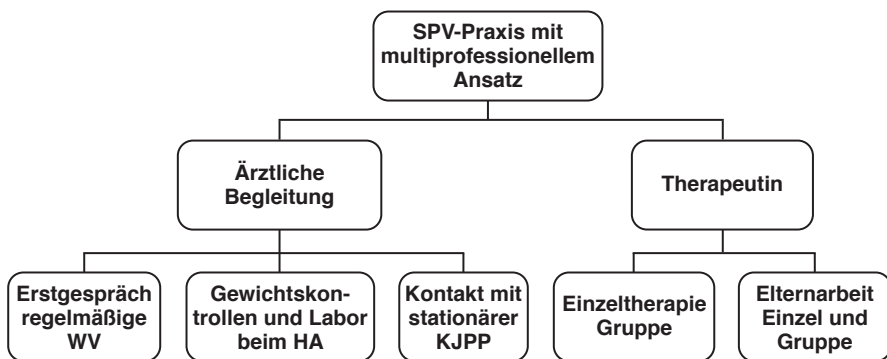 SPV-Praxis mit
multiprofessionellem
Ansatz
Ärztliche
Begleitung
Therapeutin
Erstgespräch
regelmäßige
WV
Gewichtskon-
trollen und Labor
beim HA
Kontakt mit
stationärer
KJPP
Einzeltherapie
Gruppe
Elternarbeit
Einzel und
Gruppe